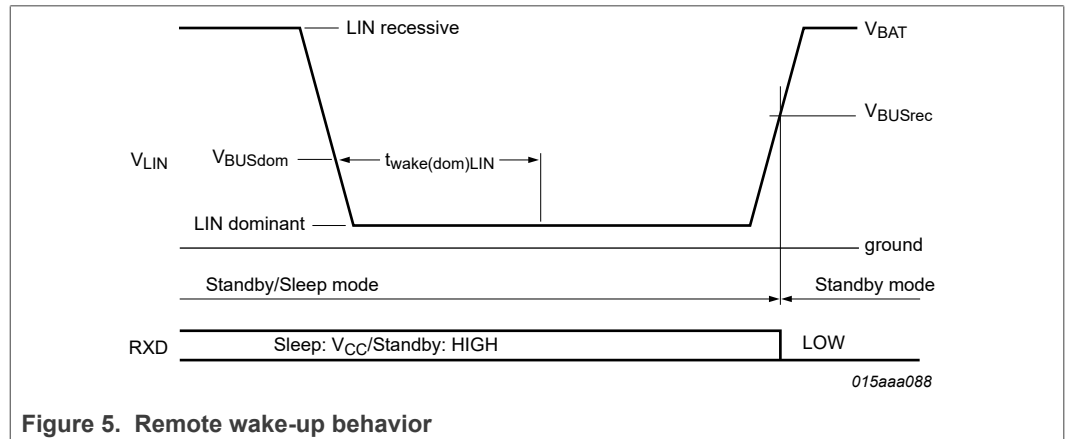 LIN recessive
VBAT
VBUSrec
VLIN
VBUSdom
twake(dom)LIN
LIN dominant
ground
Standby/Sleep mode
Standby mode
RXD
Sleep: VCC/Standby: HIGH
LOW
015aaa088
Figure 5. Remote wake-up behavior